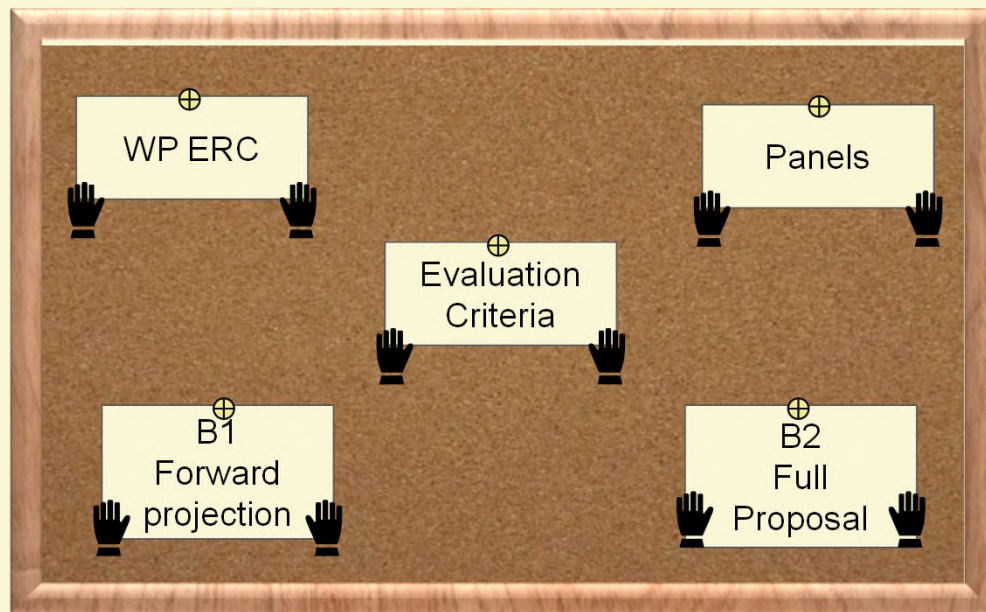 WP ERC
Panels
Evaluation
Criteria
B1
Forward
projection
B2
Full
Proposal